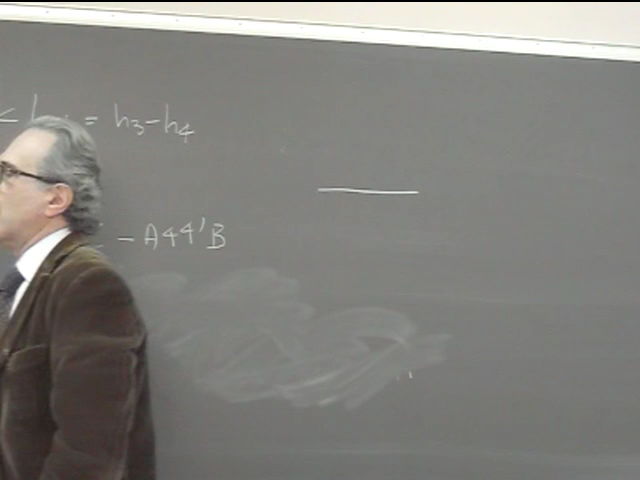 = h₃-h₄
- A44'B